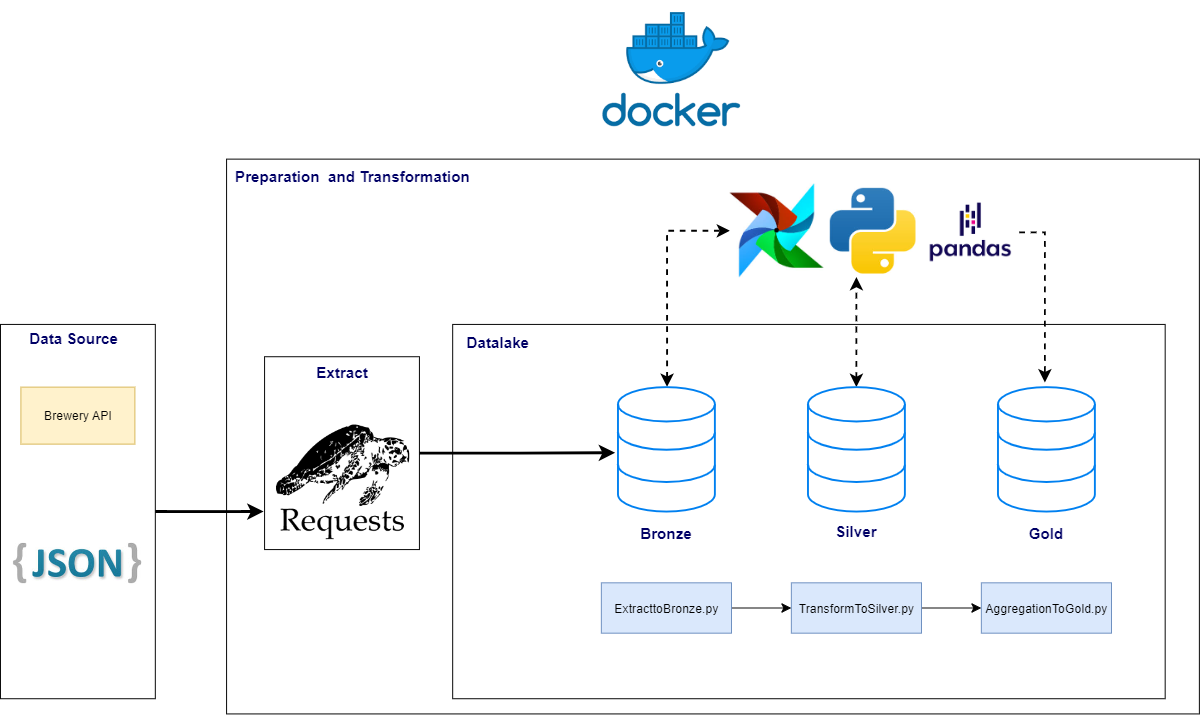 docker
Preparation and Transformation
pandas
Data Source
Datalake
Extract
Brewery API
Requests
Bronze
Silver
Gold
{JSON}
ExtracttoBronze.py
TransformToSilver.py
AggregationToGold.py